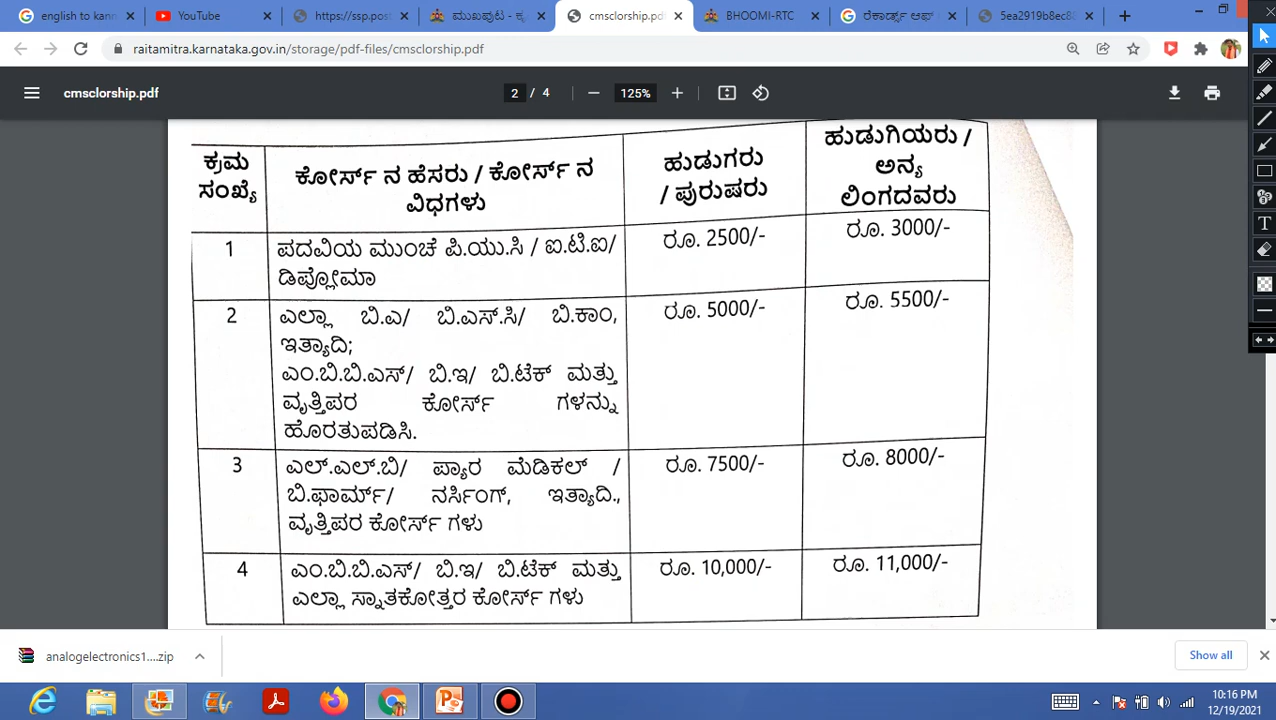 english to kann
YouTube
https://ssp.post
ಮುಖಪುಟ - ಕೃ
cmsclorship.pd
BHOOMI-RTC
ರೆಕಾರ್ಡ್ಸ್ ಆಫ್
5ea2919b8ec8
raitamitra.karnataka.gov.in/storage/pdf-files/cmsclorship.pdf
cmsclorship.pdf
2 / 4
125%
ಕ್ರಮ ಸಂಖ್ಯೆ
ಕೋರ್ಸ್ ನ ಹೆಸರು / ಕೋರ್ಸ್ ನ
ವಿಧಗಳು
ಹುಡುಗರು
/ ಪುರುಷರು
ಹುಡುಗಿಯರು /
ಅನ್ಯ
ಲಿಂಗದವರು
1
ಪದವಿಯ ಮುಂಚೆ ಪಿ.ಯು.ಸಿ / ಐ.ಟಿ.ಐ/
ಡಿಪ್ಲೋಮಾ
ರೂ. 2500/-
ರೂ. 3000/-
2
ಎಲ್ಲಾ ಬಿ.ಎ/ ಬಿ.ಎಸ್.ಸಿ/ ಬಿ.ಕಾಂ,
ಇತ್ಯಾದಿ;
ಎಂ.ಬಿ.ಬಿ.ಎಸ್/ ಬಿ.ಇ/ ಬಿ.ಟೆಕ್ ಮತ್ತು
ವೃತ್ತಿಪರ ಕೋರ್ಸ್ ಗಳನ್ನು
ಹೊರತುಪಡಿಸಿ.
ರೂ. 5000/-
ರೂ. 5500/-
3
ಎಲ್.ಎಲ್.ಬಿ/ ಪ್ಯಾರ ಮೆಡಿಕಲ್ /
ಬಿ.ಫಾರ್ಮ್/ ನರ್ಸಿಂಗ್, ಇತ್ಯಾದಿ.,
ವೃತ್ತಿಪರ ಕೋರ್ಸ್ ಗಳು
ರೂ. 7500/-
ರೂ. 8000/-
4
ಎಂ.ಬಿ.ಬಿ.ಎಸ್/ ಬಿ.ಇ/ ಬಿ.ಟೆಕ್ ಮತ್ತು
ಎಲ್ಲಾ ಸ್ನಾತಕೋತ್ತರ ಕೋರ್ಸ್ ಗಳು
ರೂ. 10,000/-
ರೂ. 11,000/-
analogelectronics1....zip
Show all
10:16 PM
12/19/2021